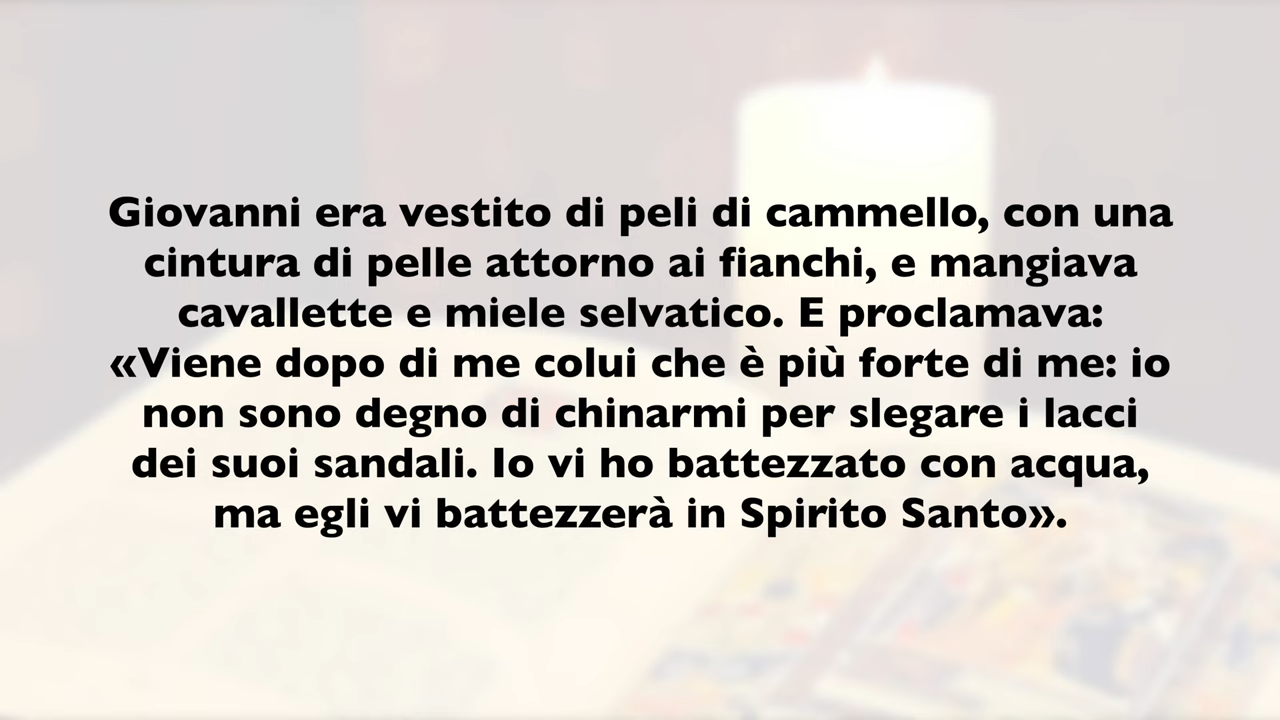 Giovanni era vestito di peli di cammello, con una
cintura di pelle attorno ai fianchi, e mangiava
cavallette e miele selvatico. E proclamava:
«Viene dopo di me colui che è più forte di me: io
non sono degno di chinarmi per slegare i lacci
dei suoi sandali. Io vi ho battezzato con acqua,
ma egli vi battezzerà in Spirito Santo».